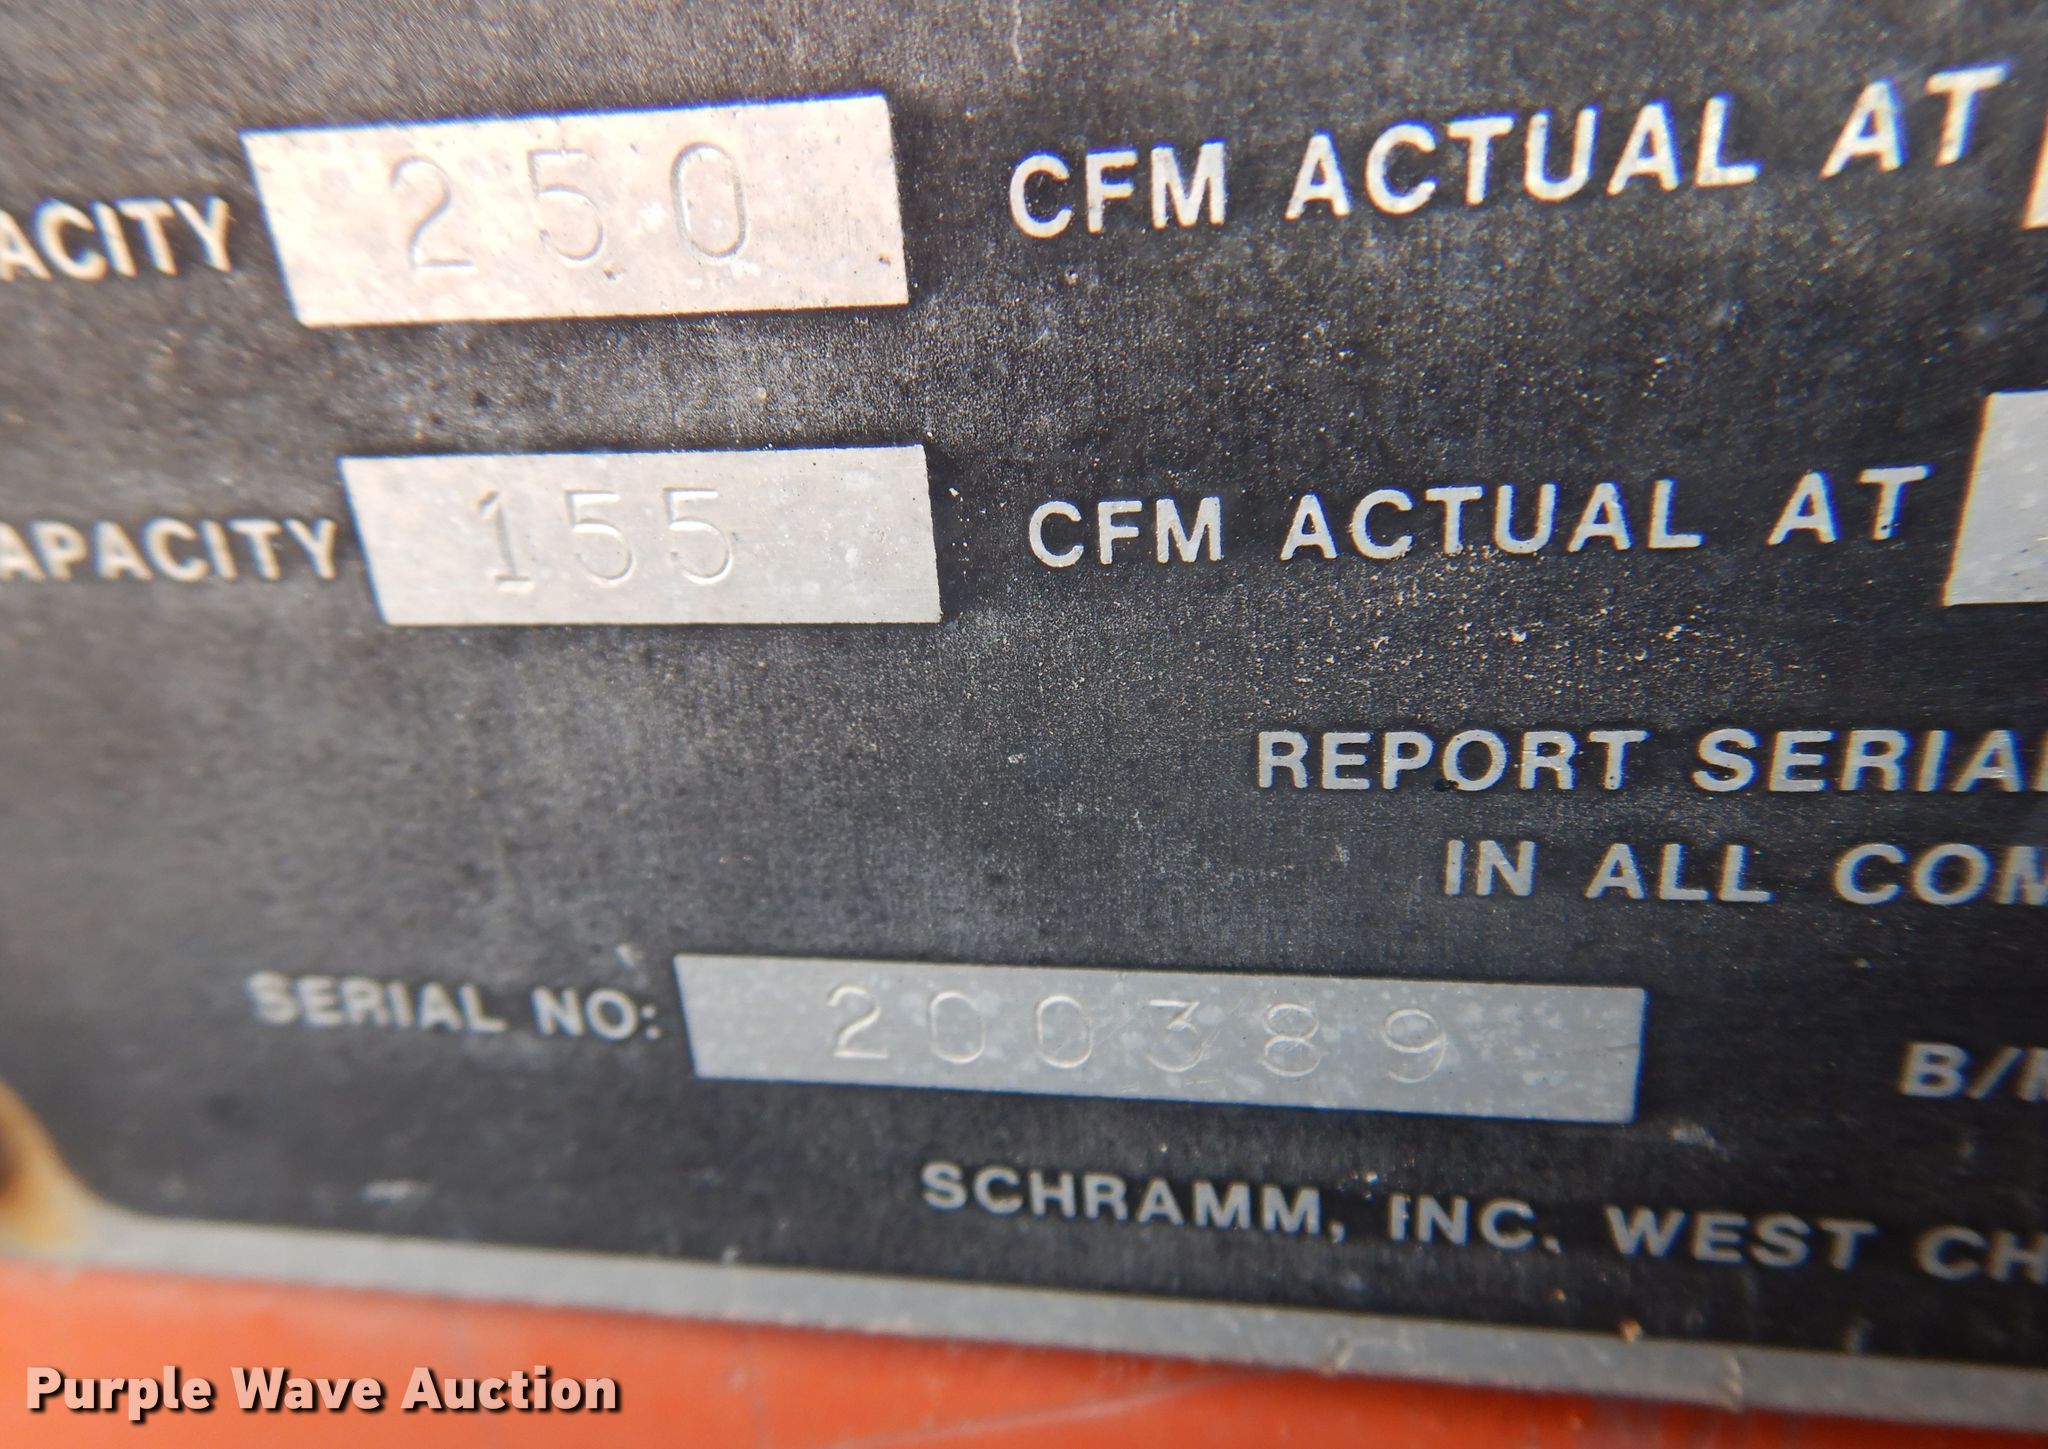 ACITY 250 CFM ACTUAL AT
APACITY 155 CFM ACTUAL AT
REPORT SERIAL
IN ALL COM
SERIAL NO: 200389 B/M
SCHRAMM, INC. WEST CH
Purple Wave Auction